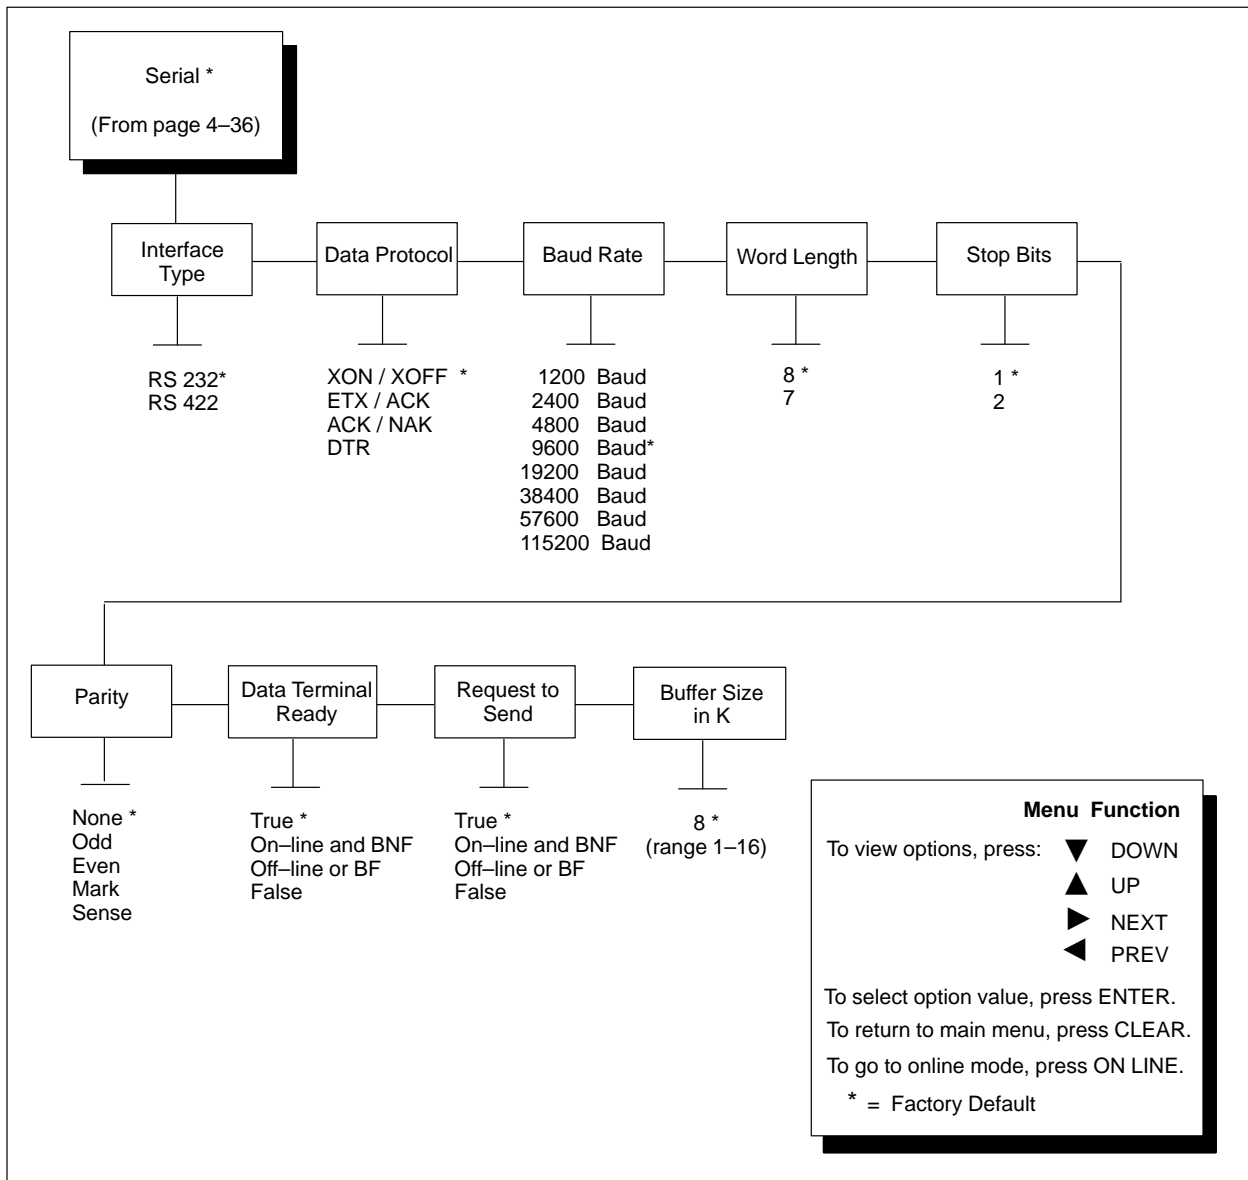 Serial *
(From page 4–36)
Interface
Type
Data Protocol
Baud Rate
Word Length
Stop Bits
RS 232*
RS 422
XON / XOFF *
ETX / ACK
ACK / NAK
DTR
1200 Baud
2400 Baud
4800 Baud
9600 Baud*
19200 Baud
38400 Baud
57600 Baud
115200 Baud
8 *
7
1 *
2
Parity
Data Terminal
Ready
Request to
Send
Buffer Size
in K
None *
Odd
Even
Mark
Sense
True *
On–line and BNF
Off–line or BF
False
True *
On–line and BNF
Off–line or BF
False
8 *
(range 1–16)
Menu Function
To view options, press: ▼ DOWN
▲ UP
► NEXT
◄ PREV
To select option value, press ENTER.
To return to main menu, press CLEAR.
To go to online mode, press ON LINE.
* = Factory Default